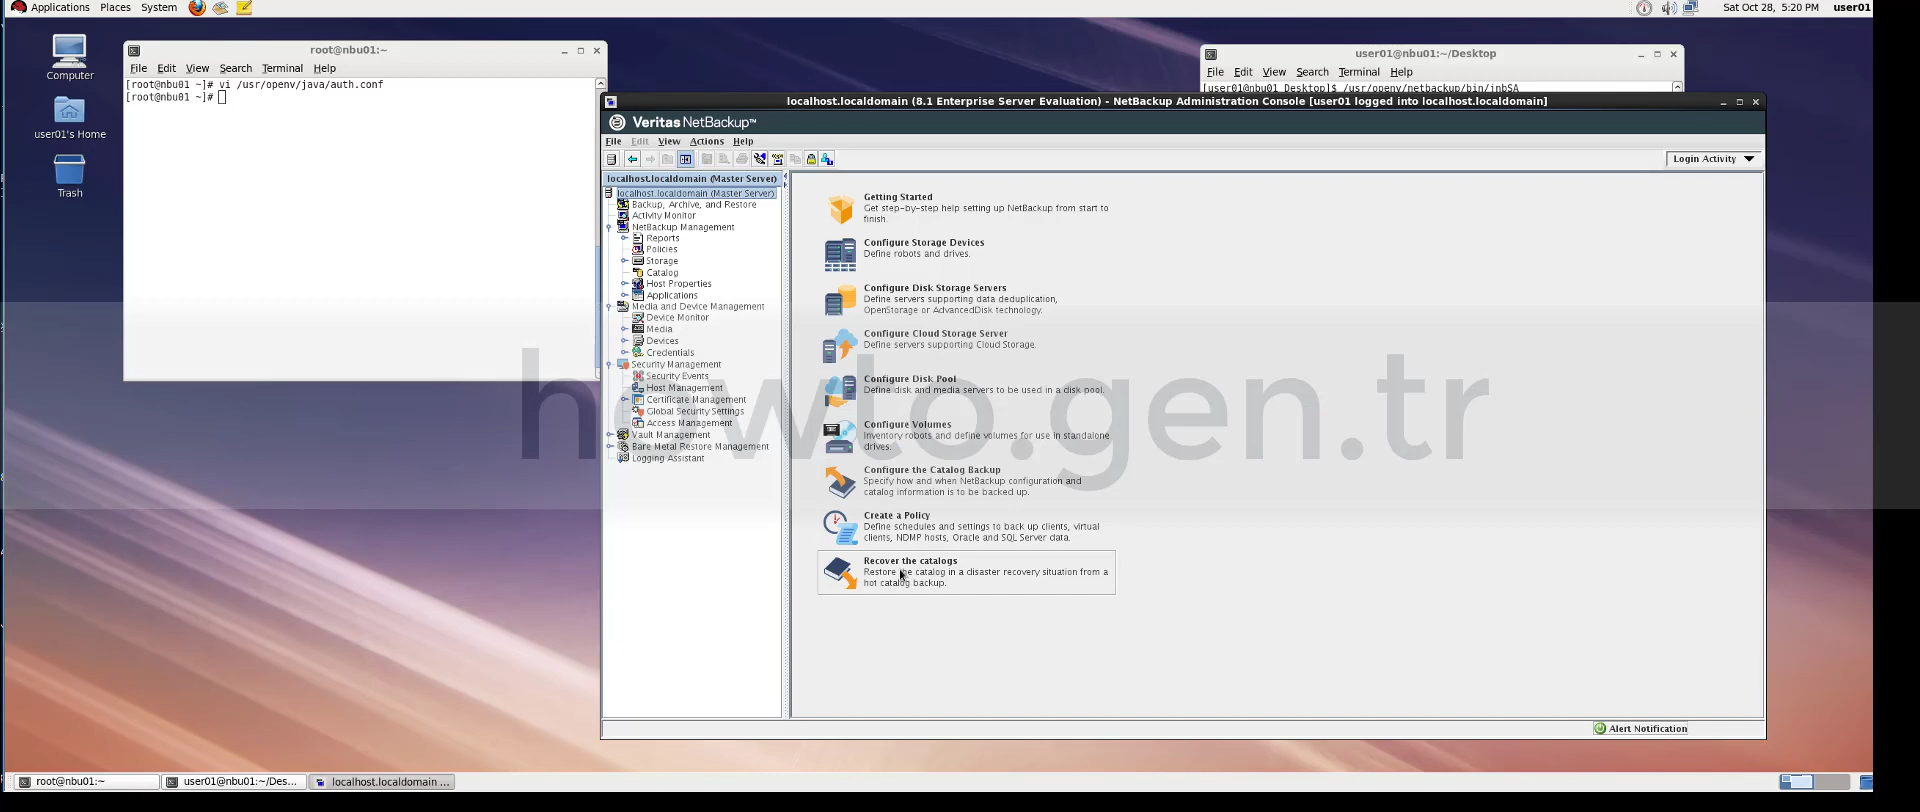 Applications Places System
Sat Oct 28, 5:20 PM user01
Computer
user01's Home
Trash
root@nbu01:~
File Edit View Search Terminal Help
[root@nbu01 ~]# vi /usr/openv/java/auth.conf
[root@nbu01 ~]#
user01@nbu01:~/Desktop
File Edit View Search Terminal Help
[user01@nbu01 Desktop]$ /usr/openv/netbackup/bin/jnbSA
localhost.localdomain (8.1 Enterprise Server Evaluation) - NetBackup Administration Console [user01 logged into localhost.localdomain]
Veritas NetBackup™
File Edit View Actions Help
Login Activity
localhost.localdomain (Master Server)
localhost.localdomain (Master Server)
Backup, Archive, and Restore
Activity Monitor
NetBackup Management
Reports
Policies
Storage
Catalog
Host Properties
Applications
Media and Device Management
Device Monitor
Media
Devices
Credentials
Security Management
Security Events
Host Management
Certificate Management
Global Security Settings
Access Management
Vault Management
Bare Metal Restore Management
Logging Assistant
Getting Started
Get step-by-step help setting up NetBackup from start to
finish.
Configure Storage Devices
Define robots and drives.
Configure Disk Storage Servers
Define servers supporting data deduplication,
OpenStorage or AdvancedDisk technology.
Configure Cloud Storage Server
Define servers supporting Cloud Storage.
Configure Disk Pool
Define disk and media servers to be used in a disk pool.
Configure Volumes
Inventory robots and define volumes for use in standalone
drives.
Configure the Catalog Backup
Specify how and when NetBackup configuration and
catalog information is to be backed up.
Create a Policy
Define schedules and settings to back up clients, virtual
clients, NDMP hosts, Oracle and SQL Server data.
Recover the catalogs
Restore the catalog in a disaster recovery situation from a
hot catalog backup.
howto.gen.tr
Alert Notification
root@nbu01:~
user01@nbu01:~/Des...
localhost.localdomain ...